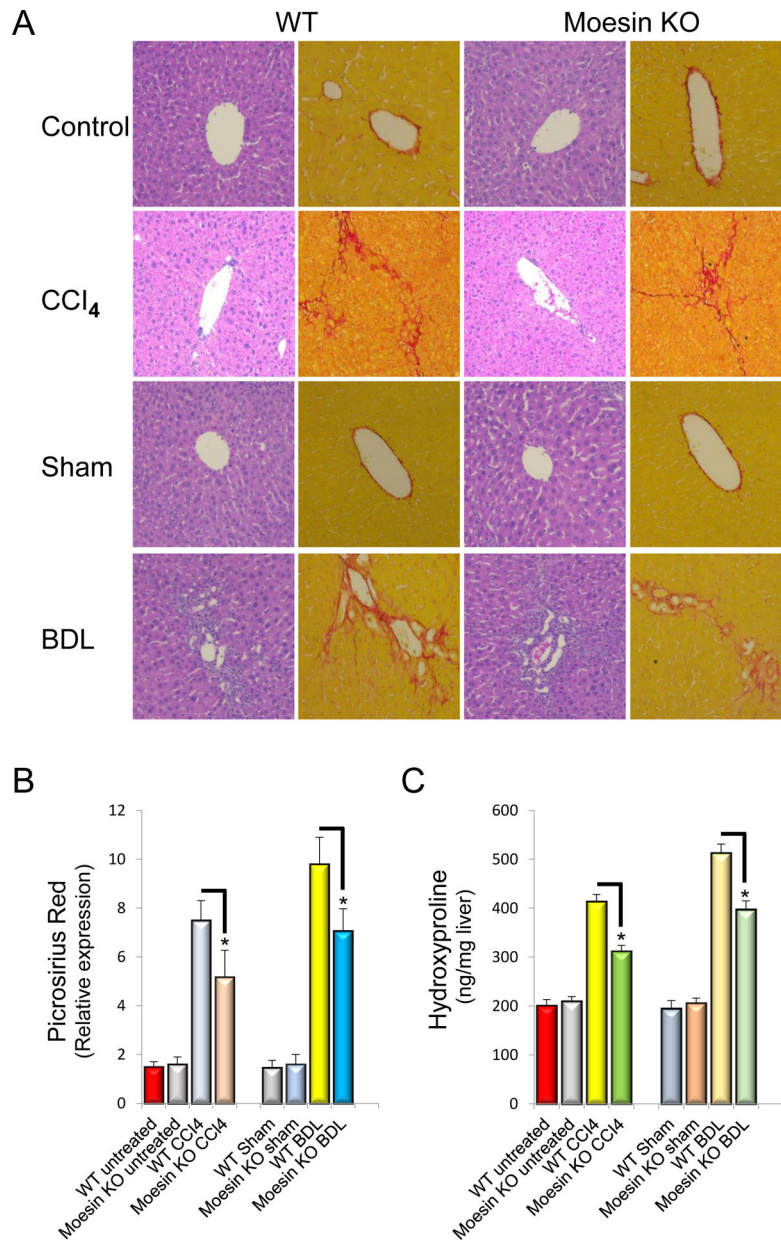 A
WT
Moesin KO
Control
CCl4
Sham
BDL
B
Picrosirius Red
(Relative expression)
12
10
8
6
4
2
0
*
*
WT untreated
Moesin KO untreated
WT CCl4
Moesin KO CCl4
WT Sham
Moesin KO sham
WT BDL
Moesin KO BDL
C
Hydroxyproline
(ng/mg liver)
600
500
400
300
200
100
0
*
*
WT untreated
Moesin KO untreated
WT CCl4
Moesin KO CCl4
WT Sham
Moesin KO sham
WT BDL
Moesin KO BDL